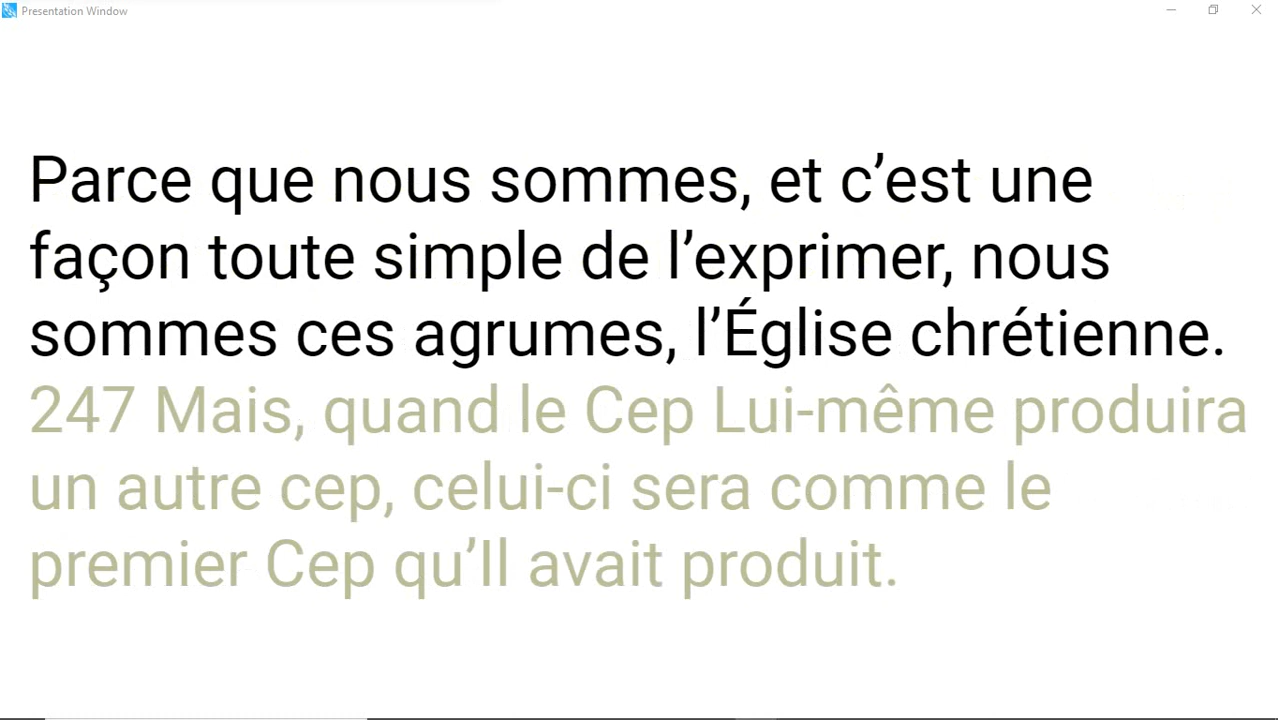 Presentation Window
Parce que nous sommes, et c’est une
façon toute simple de l’exprimer, nous
sommes ces agrumes, l’Église chrétienne.
247 Mais, quand le Cep Lui-même produira
un autre cep, celui-ci sera comme le
premier Cep qu’Il avait produit.